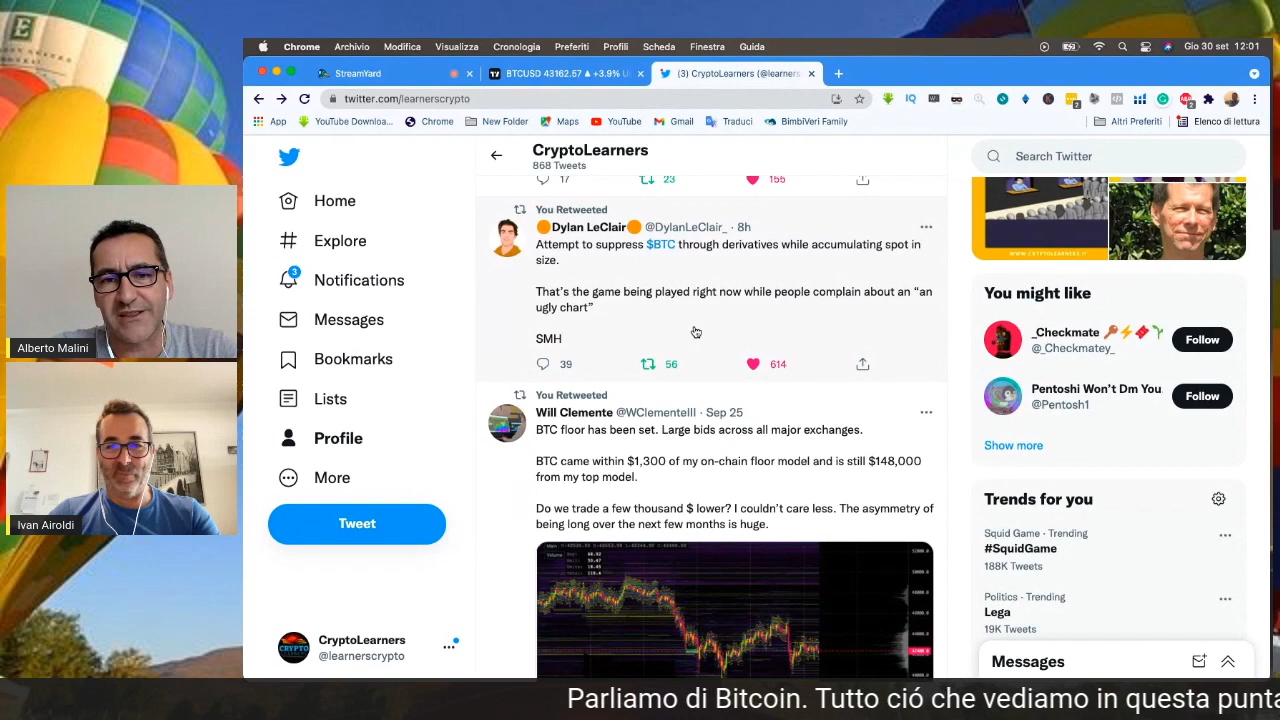 Chrome Archivio Modifica Visualizza Cronologia Preferiti Profili Scheda Finestra Guida Gio 30 set 12:01
StreamYard
BTCUSD 43162.57 ▲ +3.9%
(3) CryptoLearners (@learners
twitter.com/learnerscrypto
App YouTube Downloa... Chrome New Folder Maps YouTube Gmail Traduci BimbiVeri Family Altri Preferiti Elenco di lettura
CryptoLearners
868 Tweets
Search Twitter
Home
Explore
3
Notifications
Messages
Bookmarks
Lists
Profile
More
Tweet
CryptoLearners
@learnerscrypto
17 23 155
You Retweeted
Dylan LeClair @DylanLeClair_ · 8h
Attempt to suppress $BTC through derivatives while accumulating spot in
size.
That's the game being played right now while people complain about an “an
ugly chart”
SMH
39 56 614
You Retweeted
Will Clemente @WClementeIII · Sep 25
BTC floor has been set. Large bids across all major exchanges.
BTC came within $1,300 of my on-chain floor model and is still $148,000
from my top model.
Do we trade a few thousand $ lower? I couldn't care less. The asymmetry of
being long over the next few months is huge.
WWW.CRYPTOLEARNERS.IT
You might like
_Checkmate
@_Checkmatey_
Follow
Pentoshi Won't Dm You
@Pentosh1
Follow
Show more
Trends for you
Squid Game · Trending
#SquidGame
188K Tweets
Politics · Trending
Lega
19K Tweets
Messages
Alberto Malini
Ivan Airoldi
CRYPTO
Parliamo di Bitcoin. Tutto ció che vediamo in questa punta